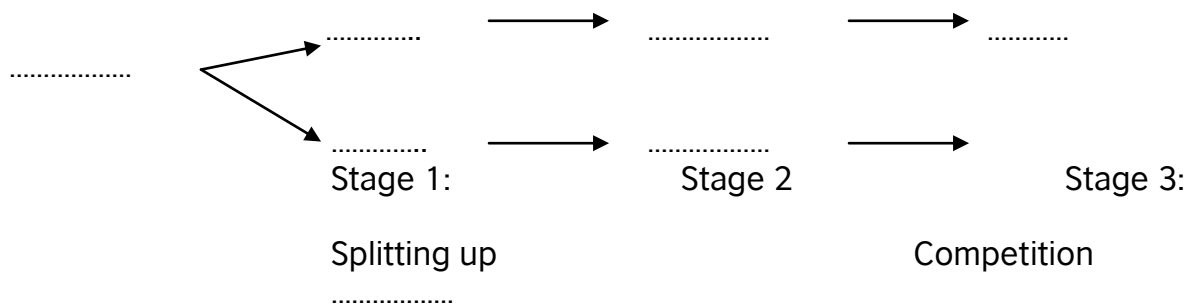 .............. .................. ............
..................
.............. ..................
Stage 1: Stage 2 Stage 3:
Splitting up Competition
..................